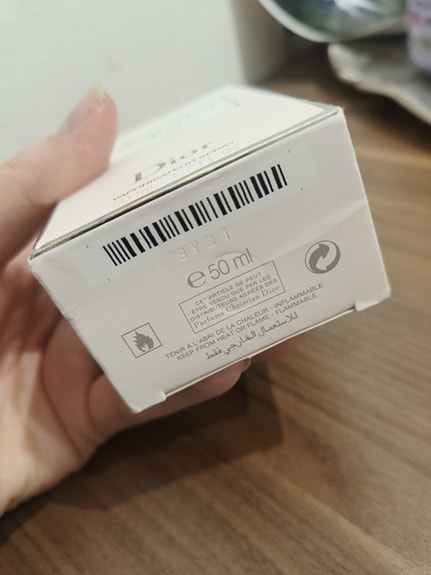 Dior
VAPORISATEUR SPRAY
℮ 50 ml
CET ARTICLE NE PEUT
ÊTRE VENDU QUE PAR LES
DISTRIBUTEURS AGRÉÉS DES
Parfums Christian Dior
TENIR À L'ABRI DE LA CHALEUR - INFLAMMABLE
KEEP FROM HEAT OR FLAME - FLAMMABLE
للاستعمال الخارجي فقط